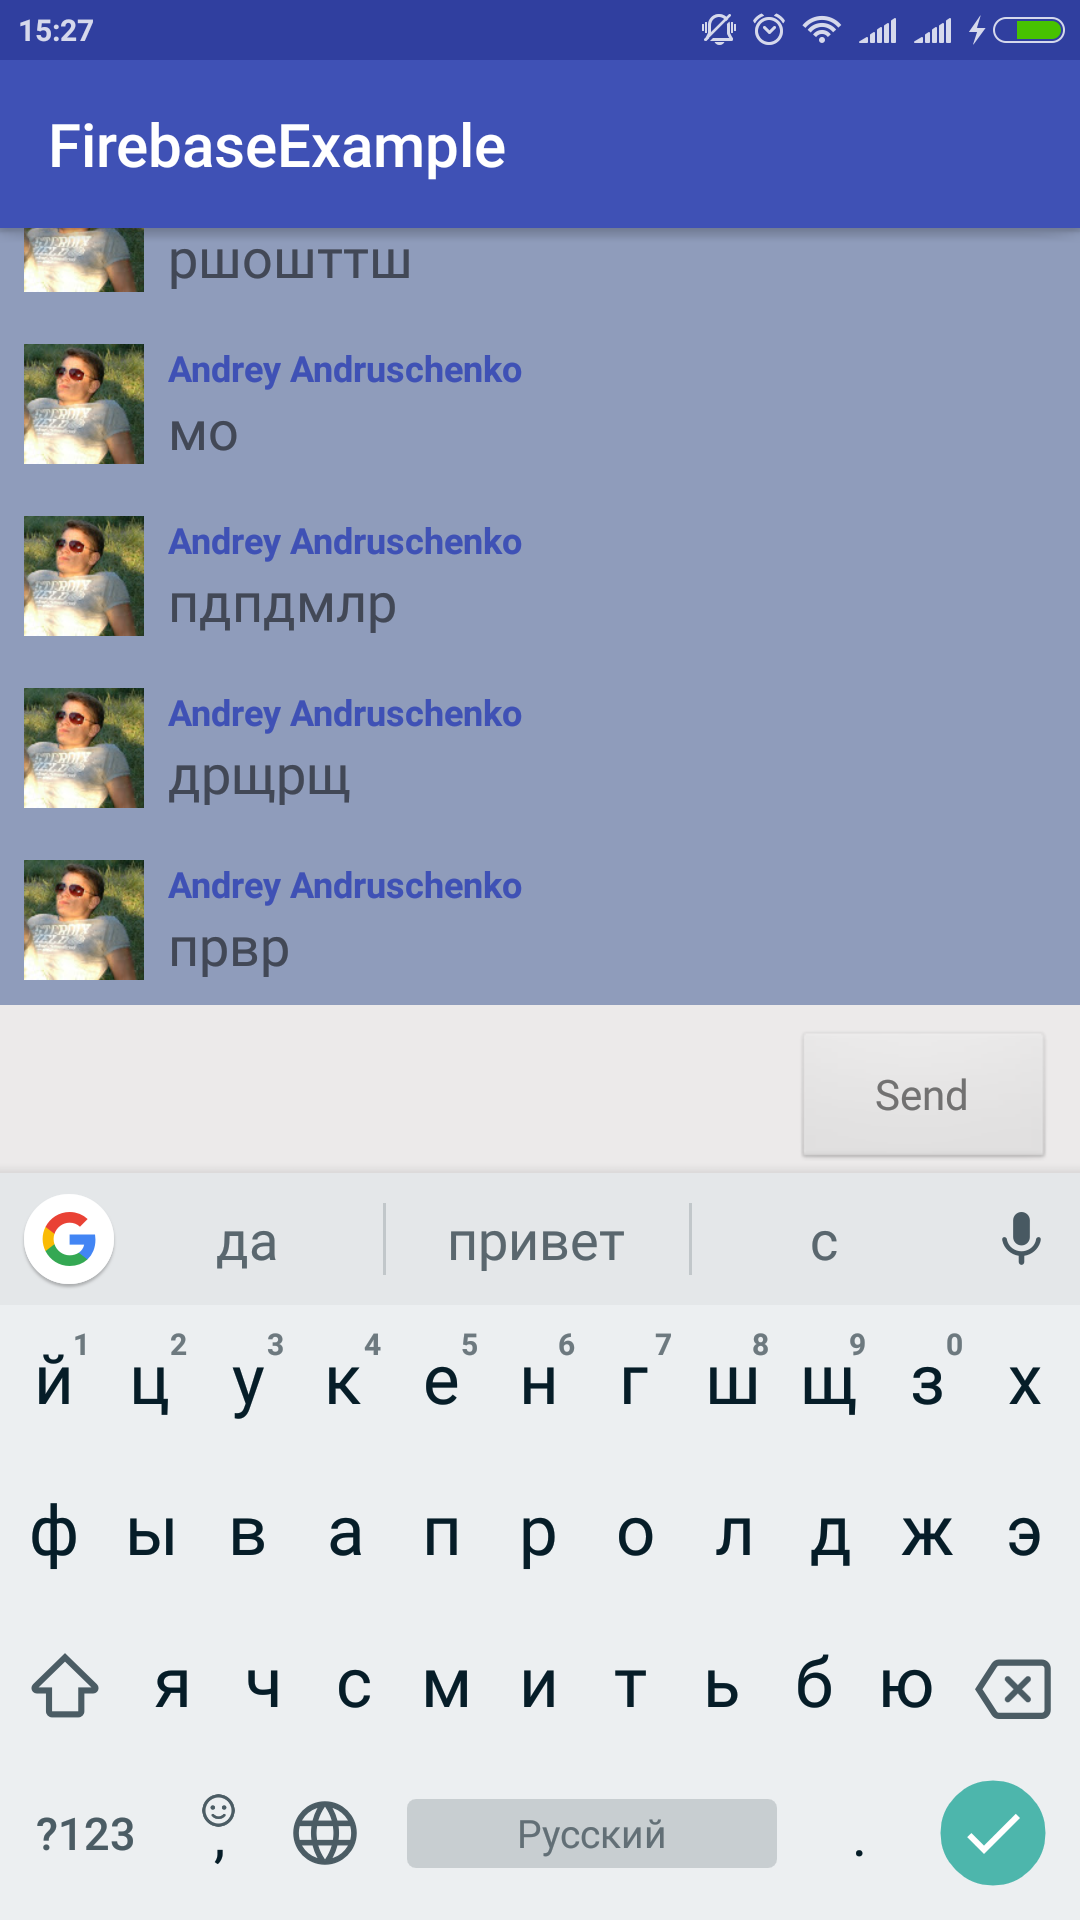 15:27
FirebaseExample
ршошттш
Andrey Andruschenko
мо
Andrey Andruschenko
пдпдмлр
Andrey Andruschenko
дрщрщ
Andrey Andruschenko
првр
Send
да привет с
1 2 3 4 5 6 7 8 9 0
й ц у к е н г ш щ з х
ф ы в а п р о л д ж э
я ч с м и т ь б ю
?123 , Русский .